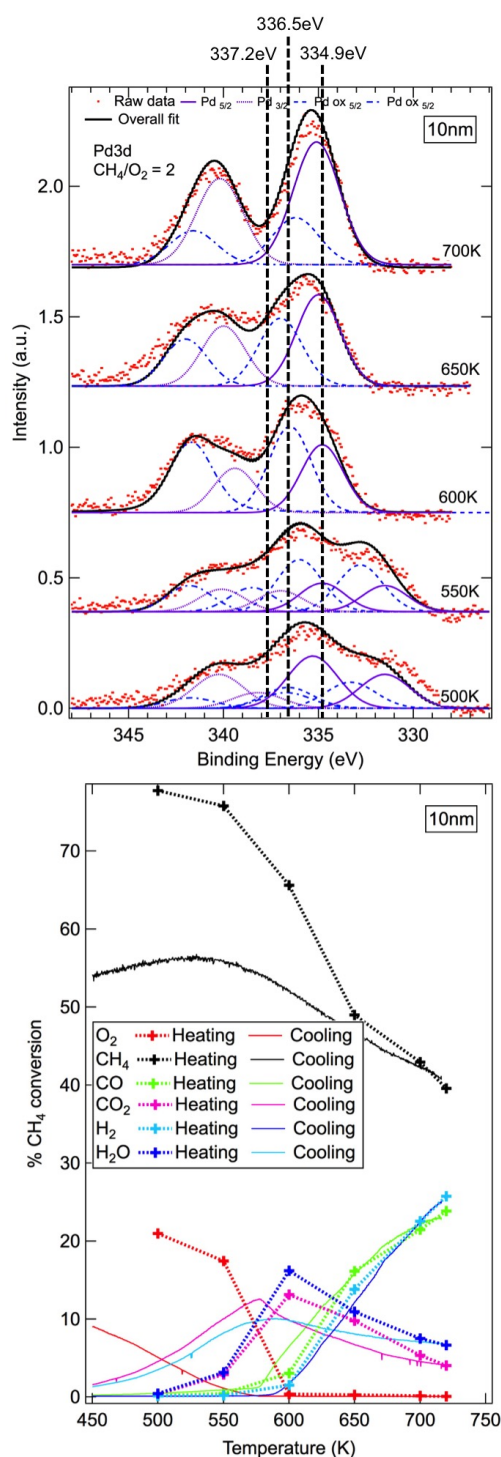 336.5eV
337.2eV 334.9eV
Raw data Pd 5/2 Pd 3/2 Pd ox 5/2 Pd ox 5/2
Overall fit
10nm
Pd3d
CH4/O2 = 2
2.0
700K
1.5
650K
Intensity (a.u.)
1.0
600K
0.5
550K
500K
0.0
345 340 335 330
Binding Energy (eV)
10nm
70
60
50
O2 Heating Cooling
CH4 Heating Cooling
CO Heating Cooling
CO2 Heating Cooling
H2 Heating Cooling
H2O Heating Cooling
% CH4 conversion
40
30
20
10
0
450 500 550 600 650 700 750
Temperature (K)